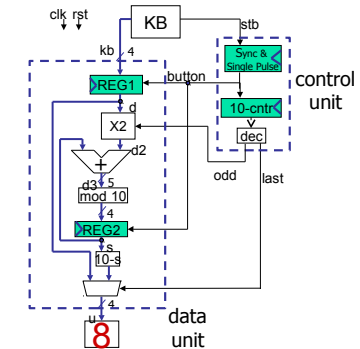 clk rst
KB
stb
kb
4
Sync &
Single Pulse
button
REG1
control
unit
10-cntr
d
X2
dec
d2
+
odd
last
d3
5
mod 10
4
REG2
s
10-s
u
4
data
unit
8